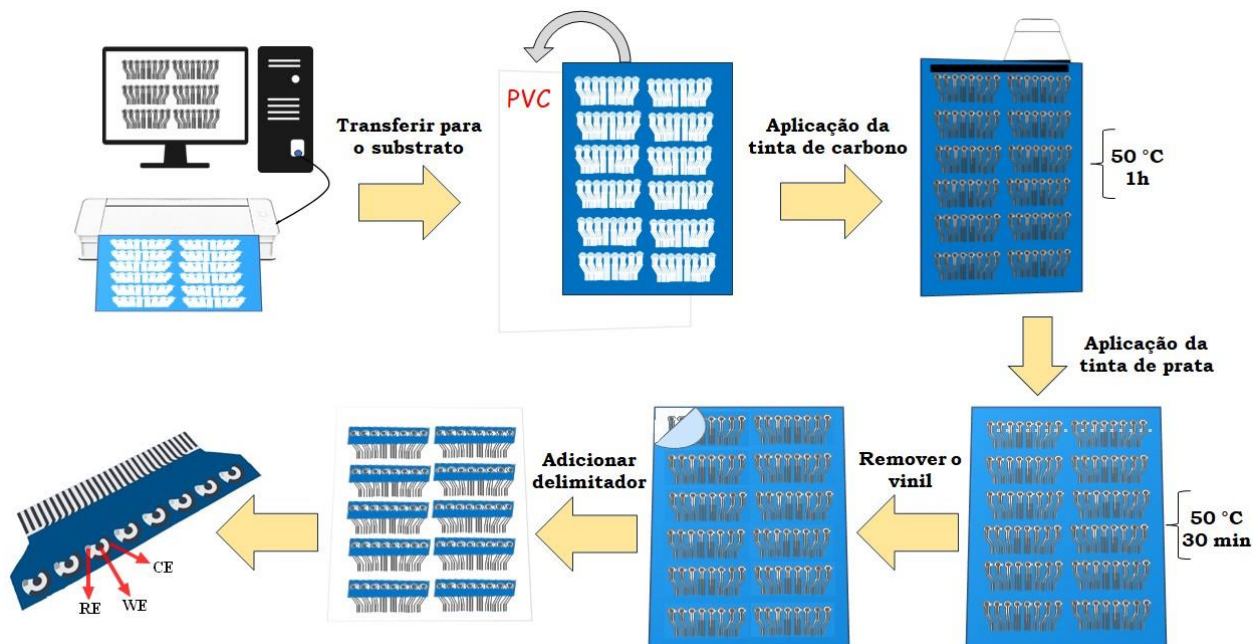 Transferir para
o substrato
PVC
Aplicação da
tinta de carbono
50 °C
1h
Aplicação da
tinta de prata
50 °C
30 min
Remover o
vinil
Adicionar
delimitador
CE
WE
RE